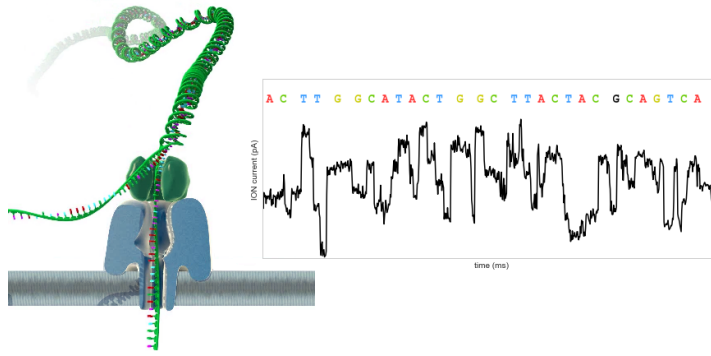 A C T T G G C A T A C T G G C T T A C T A C G C A G T C A
ION current (pA)
time (ms)